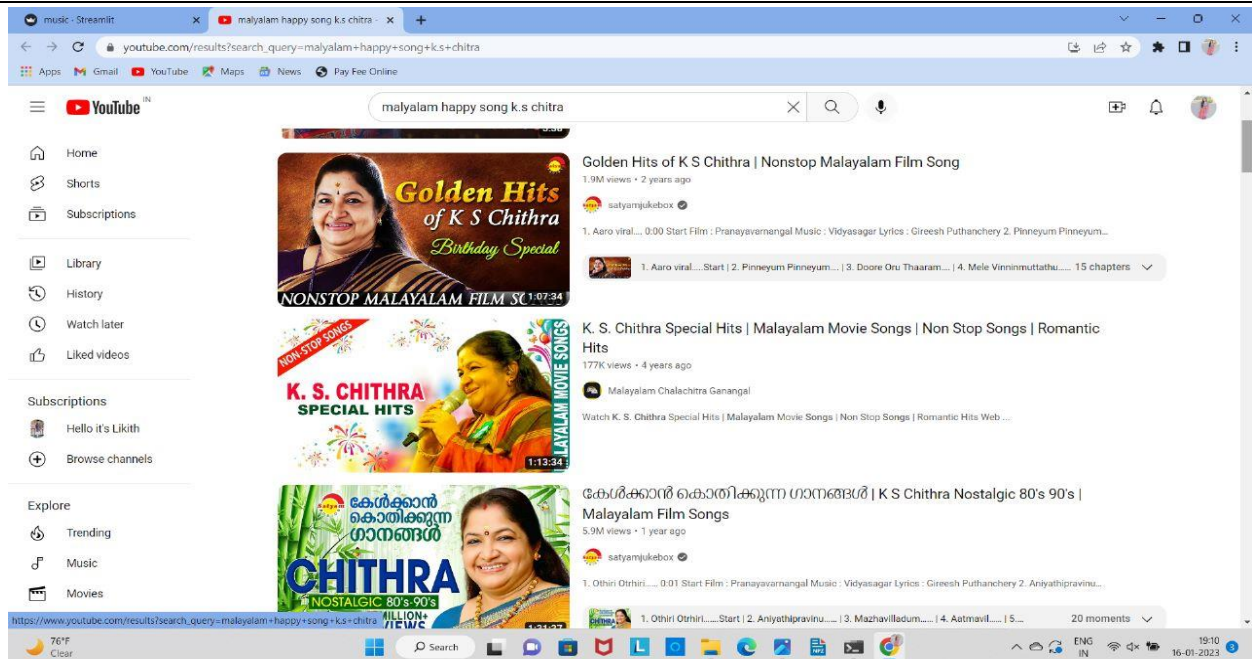 music · Streamlit
malyalam happy song k.s chitra -
youtube.com/results?search_query=malyalam+happy+song+k.s+chitra
Apps Gmail YouTube Maps News Pay Fee Online
YouTube IN
malyalam happy song k.s chitra
Home
Shorts
Subscriptions
Library
History
Watch later
Liked videos
Subscriptions
Hello it's Likith
Browse channels
Explore
Trending
Music
Movies
Golden Hits
of K S Chithra
Birthday Special
NONSTOP MALAYALAM FILM
1:07:34
Golden Hits of K S Chithra | Nonstop Malayalam Film Song
1.9M views • 2 years ago
satyamjukebox
1. Aaro viral..., 0:00 Start Film : Pranayavarnangal Music : Vidyasagar Lyrics : Gireesh Puthanchery 2. Pinneyum Pinneyum...
1. Aaro viral....Start | 2. Pinneyum Pinneyum.... | 3. Doore Oru Thaaram.... | 4. Mele Vinninmuttathu...... 15 chapters
NON-STOP SONGS
K. S. CHITHRA
SPECIAL HITS
MALAYALAM MOVIE SONGS
1:13:34
K. S. Chithra Special Hits | Malayalam Movie Songs | Non Stop Songs | Romantic
Hits
177K views • 4 years ago
Malayalam Chalachitra Ganangal
Watch K. S. Chithra Special Hits | Malayalam Movie Songs | Non Stop Songs | Romantic Hits Web ...
Satyam
കേൾക്കാൻ
കൊതിക്കുന്ന
ഗാനങ്ങൾ
CHITHRA
NOSTALGIC 80's-90's
MILLION+
VIEWS
കേൾക്കാൻ കൊതിക്കുന്ന ഗാനങ്ങൾ | K S Chithra Nostalgic 80's 90's |
Malayalam Film Songs
5.9M views • 1 year ago
satyamjukebox
1. Othiri Otrhiri..... 0:01 Start Film : Pranayavarnangal Music : Vidyasagar Lyrics : Gireesh Puthanchery 2. Aniyathipravinu...
1. Othiri Othiri......Start | 2. Aniyathipravinu..... | 3. Mazhavilladum...... | 4. Aatmavil..... | 5.... 20 moments
https://www.youtube.com/results?search_query=malayalam+happy+song+k.s+chitra
76°F
Clear
Search
ENG
IN
19:10
16-01-2023